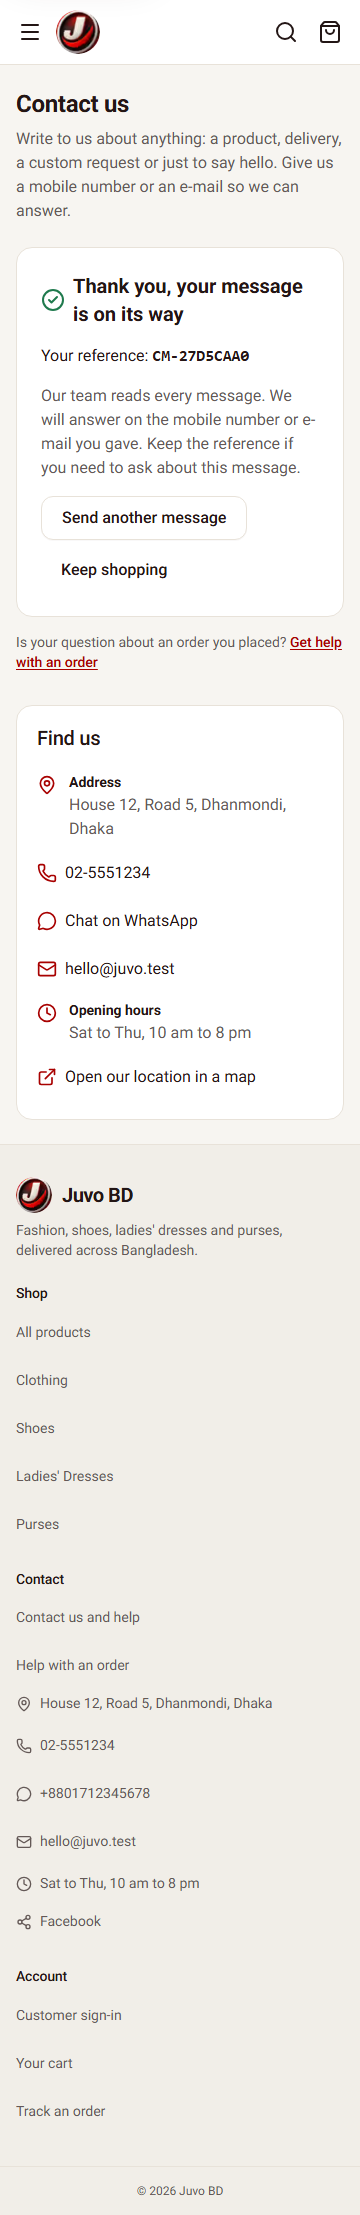 J
Contact us
Write to us about anything: a product, delivery,
a custom request or just to say hello. Give us
a mobile number or an e-mail so we can
answer.
Thank you, your message
is on its way
Your reference: CM-27D5CAA0
Our team reads every message. We
will answer on the mobile number or e-
mail you gave. Keep the reference if
you need to ask about this message.
Send another message
Keep shopping
Is your question about an order you placed? Get help
with an order
Find us
Address
House 12, Road 5, Dhanmondi,
Dhaka
02-5551234
Chat on WhatsApp
hello@juvo.test
Opening hours
Sat to Thu, 10 am to 8 pm
Open our location in a map
J
Juvo BD
Fashion, shoes, ladies' dresses and purses,
delivered across Bangladesh.
Shop
All products
Clothing
Shoes
Ladies' Dresses
Purses
Contact
Contact us and help
Help with an order
House 12, Road 5, Dhanmondi, Dhaka
02-5551234
+8801712345678
hello@juvo.test
Sat to Thu, 10 am to 8 pm
Facebook
Account
Customer sign-in
Your cart
Track an order
© 2026 Juvo BD